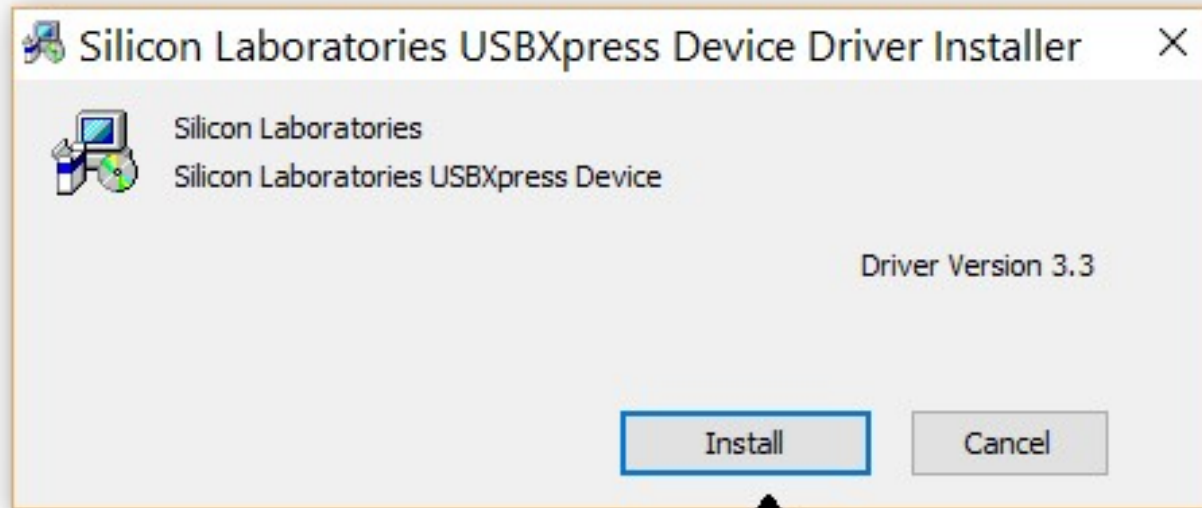 Silicon Laboratories USBXpress Device Driver Installer
Silicon Laboratories
Silicon Laboratories USBXpress Device
Driver Version 3.3
Install
Cancel